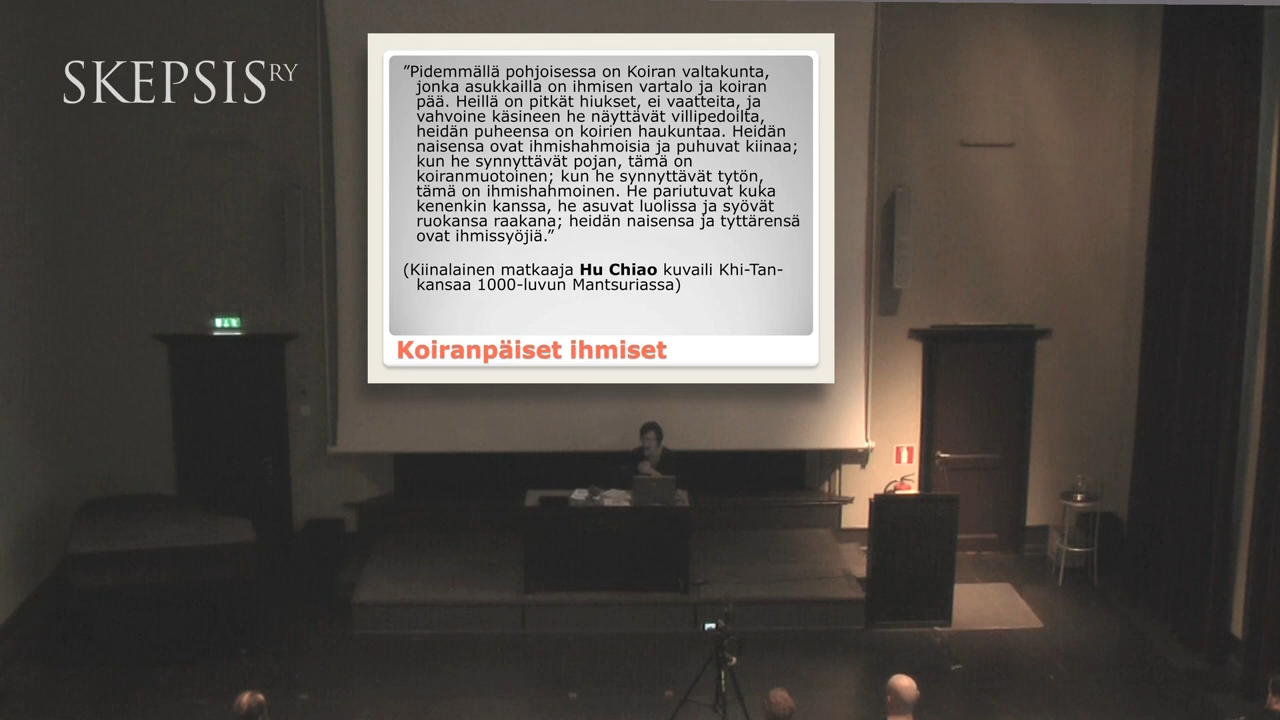 SKEPSIS RY
”Pidemmällä pohjoisessa on Koiran valtakunta,
jonka asukkailla on ihmisen vartalo ja koiran
pää. Heillä on pitkät hiukset, ei vaatteita, ja
vahvoine käsineen he näyttävät villipedoilta,
heidän puheensa on koirien haukuntaa. Heidän
naisensa ovat ihmishahmoisia ja puhuvat kiinaa;
kun he synnyttävät pojan, tämä on
koiranmuotoinen; kun he synnyttävät tytön,
tämä on ihmishahmoinen. He pariutuvat kuka
kenenkin kanssa, he asuvat luolissa ja syövät
ruokansa raakana; heidän naisensa ja tyttärensä
ovat ihmissyöjiä.”
(Kiinalainen matkaaja Hu Chiao kuvaili Khi-Tan-
kansaa 1000-luvun Mantsuriassa)
Koiranpäiset ihmiset